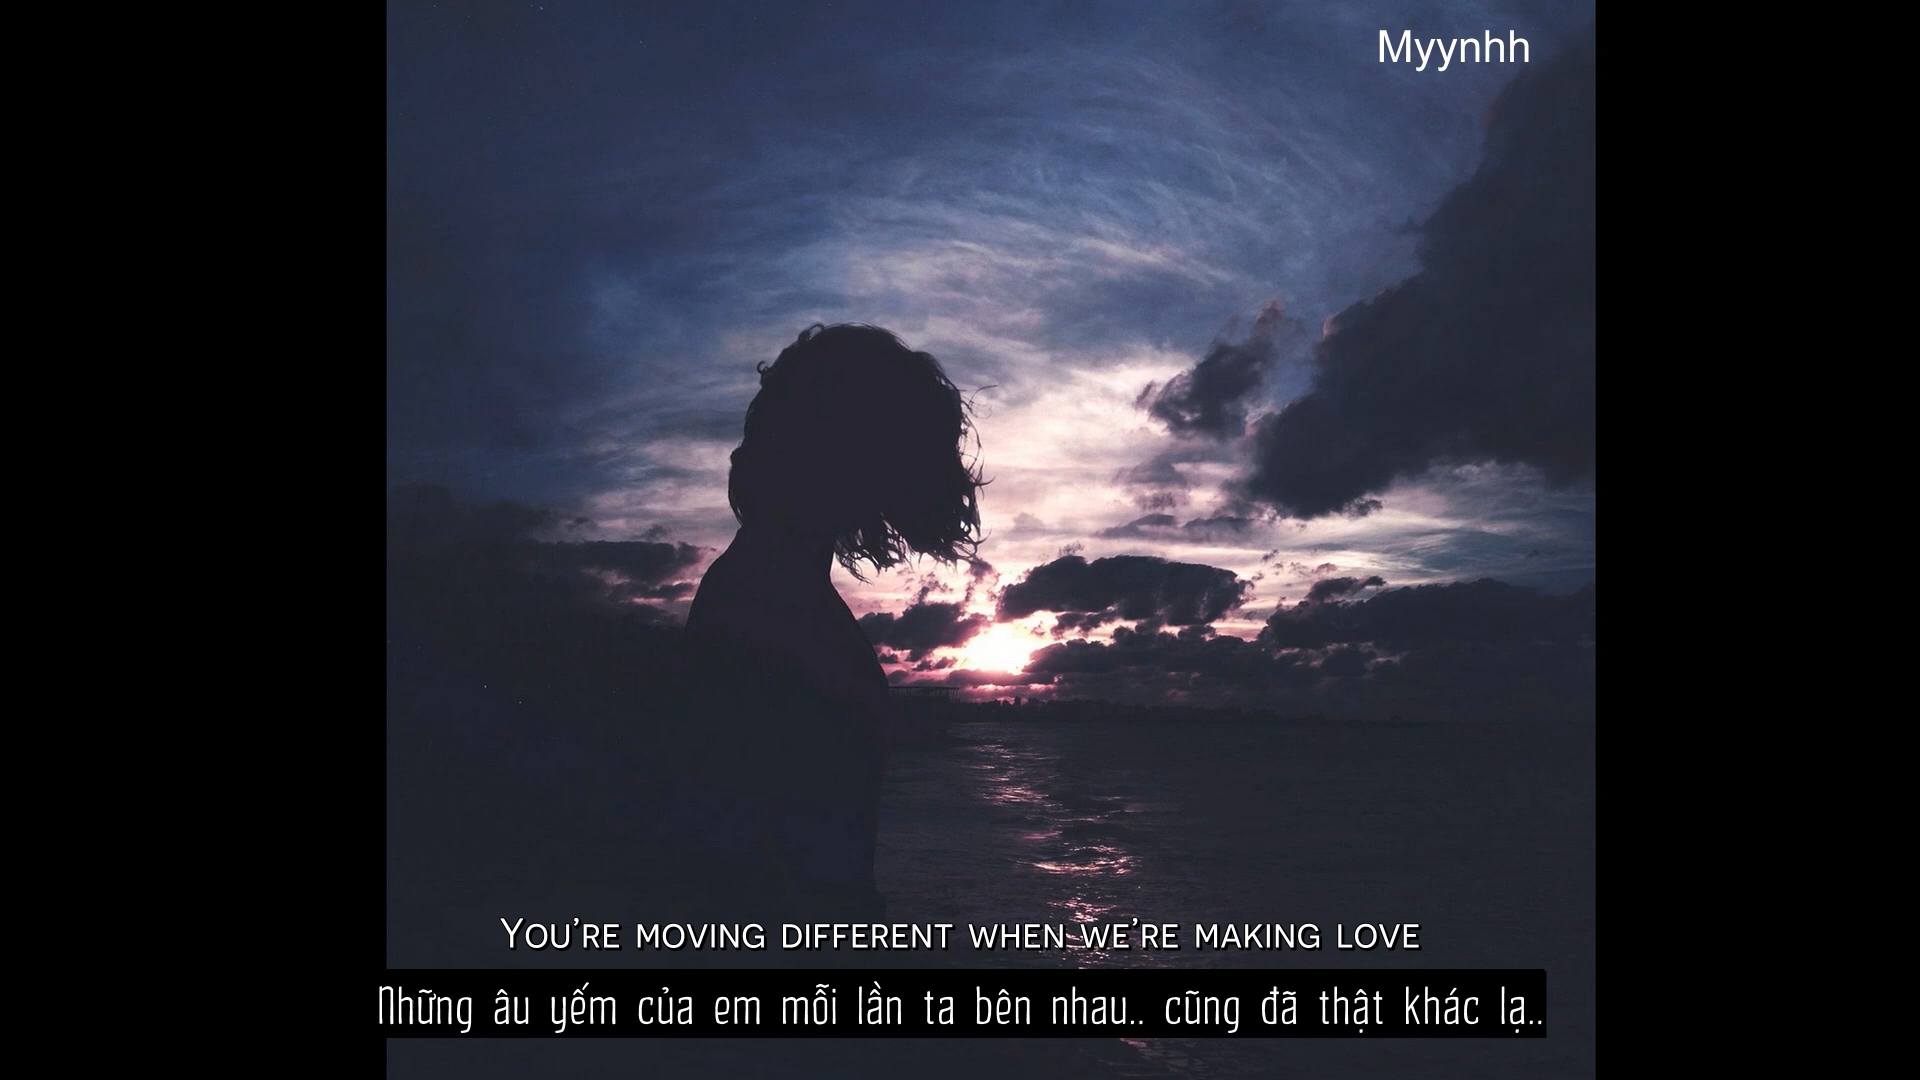 Myynhh
You're moving different when we're making love
Những âu yếm của em mỗi lần ta bên nhau.. cũng đã thật khác lạ..